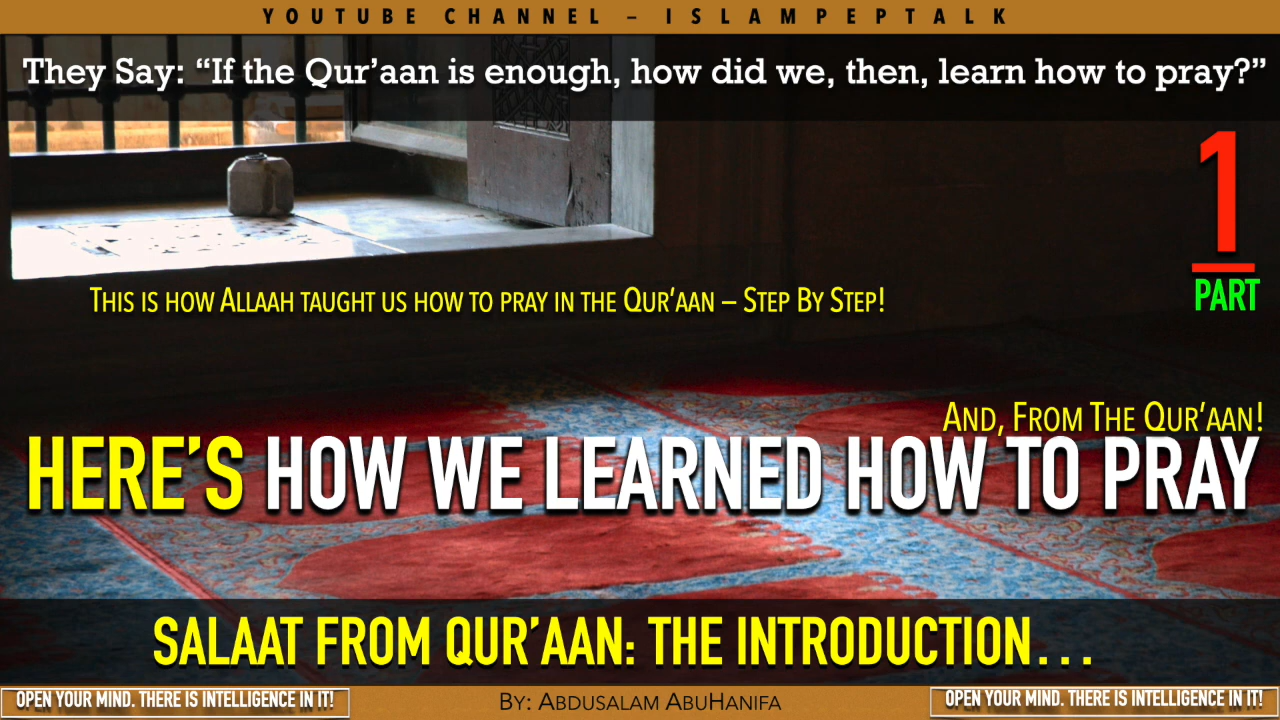 YOUTUBE CHANNEL – ISLAMPEPTALK
They Say: “If the Qur’aan is enough, how did we, then, learn how to pray?”
1
PART
THIS IS HOW ALLAAH TAUGHT US HOW TO PRAY IN THE QUR’AAN – STEP BY STEP!
AND, FROM THE QUR’AAN!
HERE’S HOW WE LEARNED HOW TO PRAY
SALAAT FROM QUR’AAN: THE INTRODUCTION...
OPEN YOUR MIND. THERE IS INTELLIGENCE IN IT!
BY: ABDUSALAM ABUHANIFA
OPEN YOUR MIND. THERE IS INTELLIGENCE IN IT!